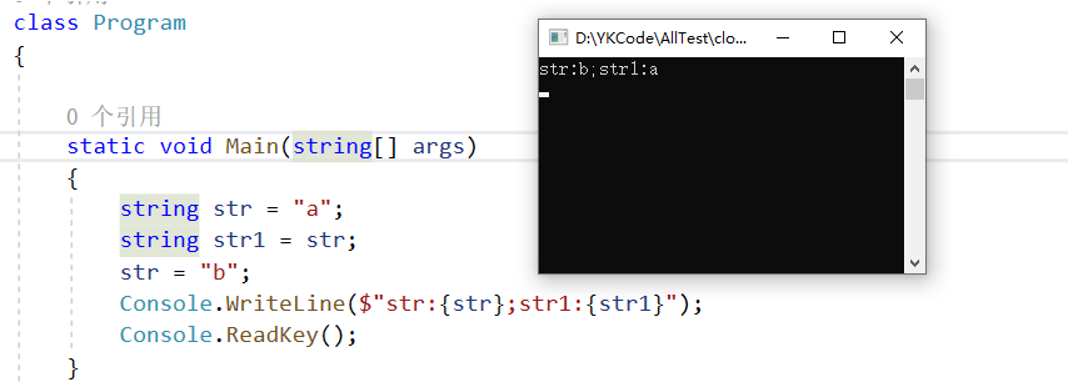 class Program
{
0 个引用
static void Main(string[] args)
{
string str = "a";
string str1 = str;
str = "b";
Console.WriteLine($"str:{str};str1:{str1}");
Console.ReadKey();
}
D:\YKCode\AllTest\clo...
str:b;str1:a